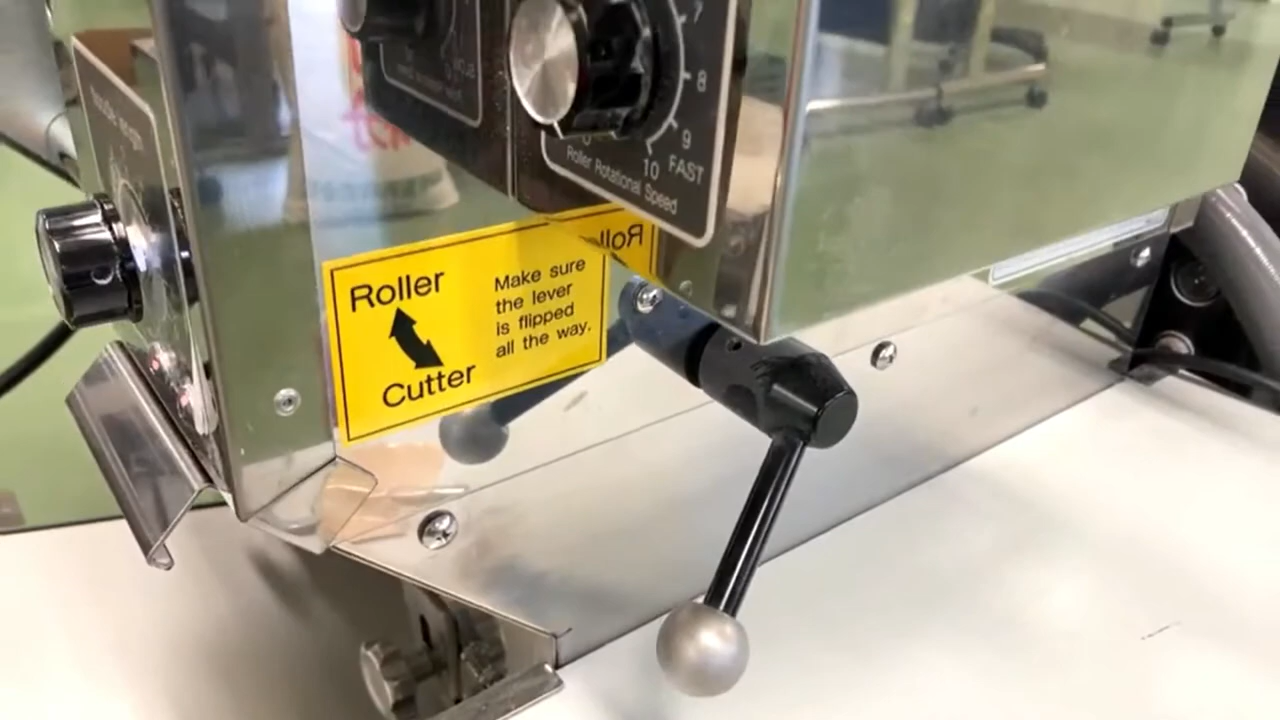 7
8
9
10 FAST
Roller Rotational Speed
Roller
Cutter
Make sure
the lever
is flipped
all the way.